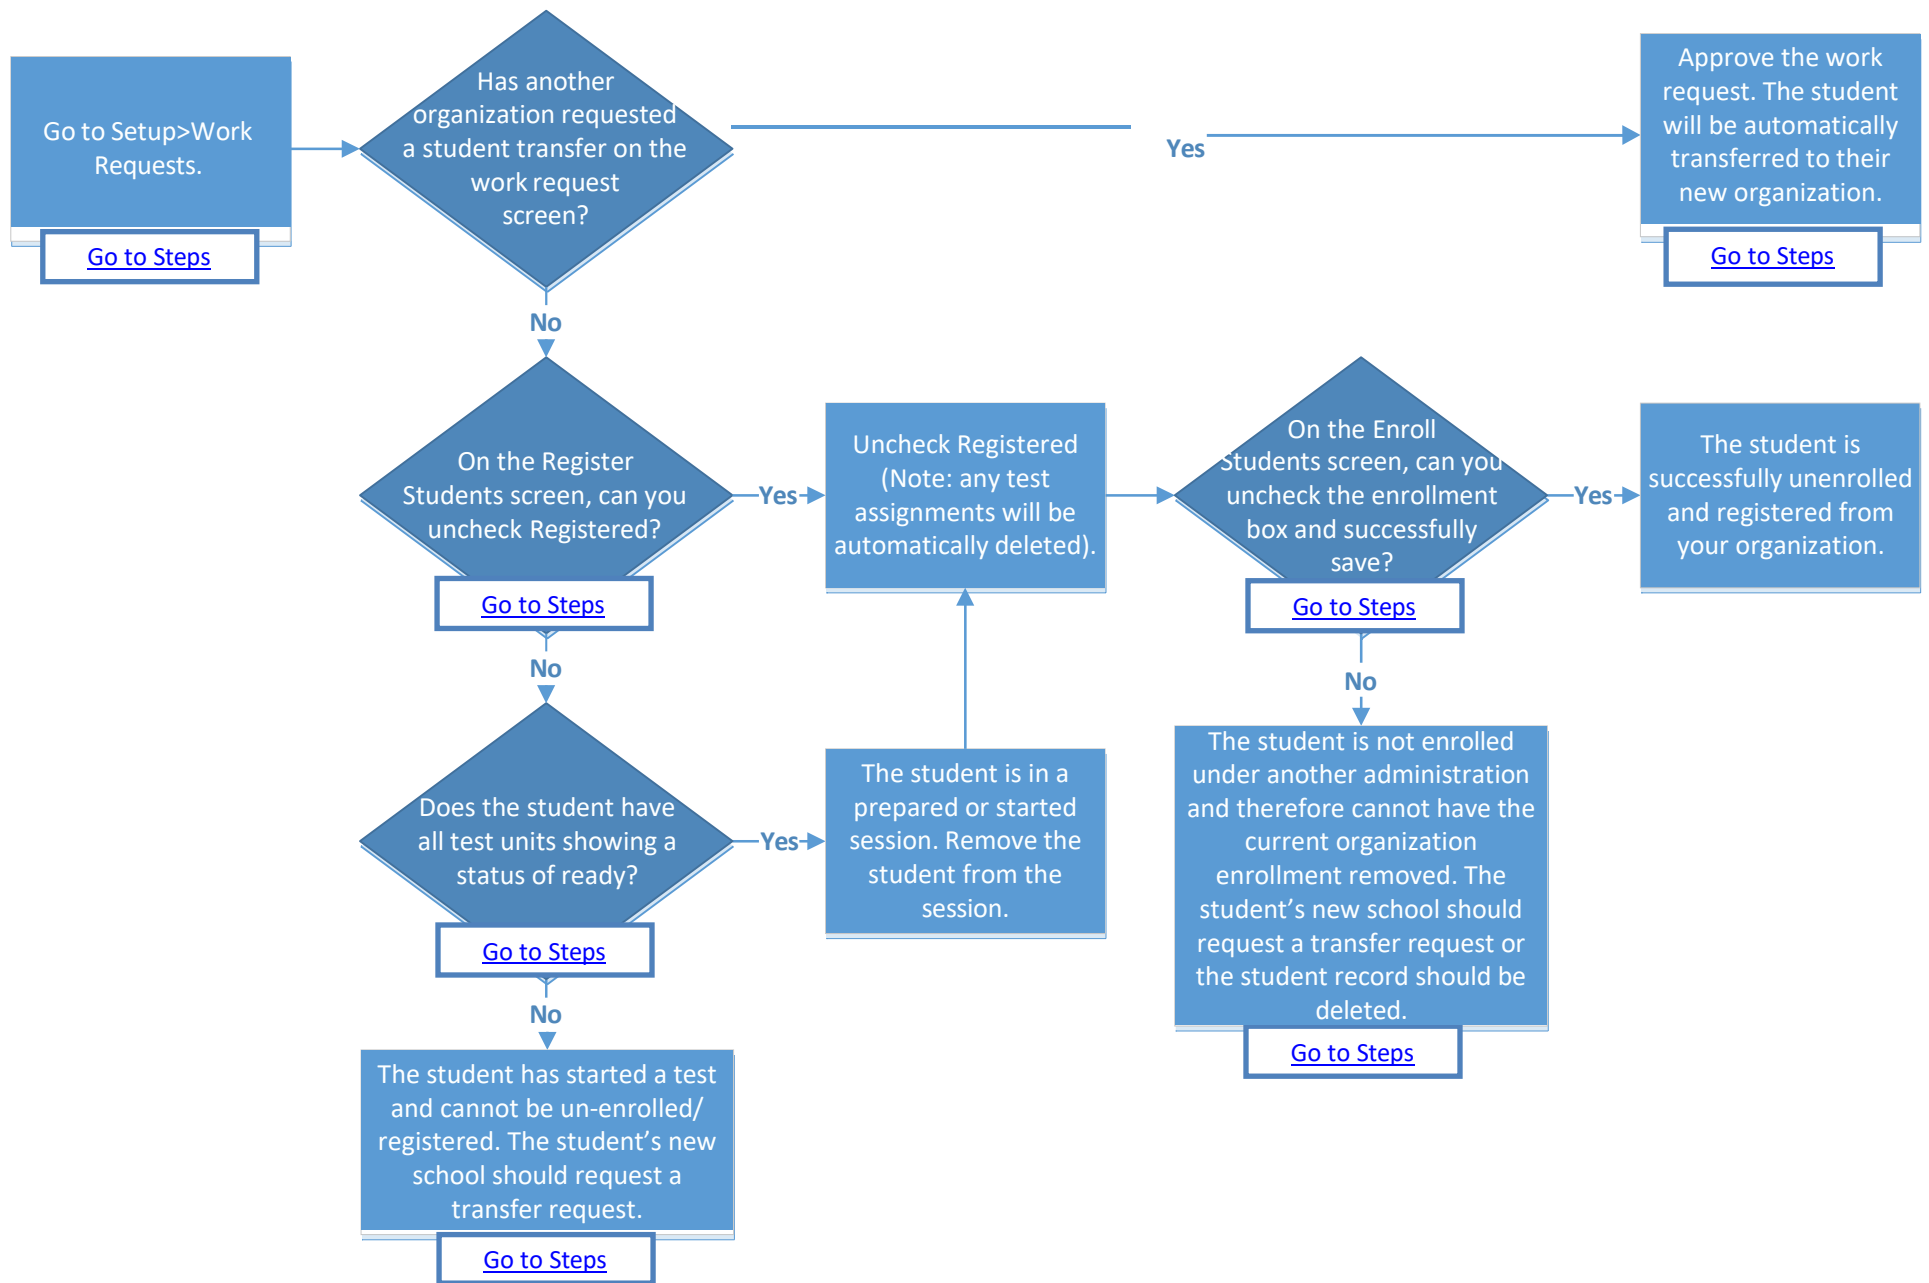 Go to Setup>Work
Requests.
Go to Steps
Has another
organization requested
a student transfer on the
work request
screen?
Yes
Approve the work
request. The student
will be automatically
transferred to their
new organization.
Go to Steps
No
On the Register
Students screen, can you
uncheck Registered?
Go to Steps
Yes
Uncheck Registered
(Note: any test
assignments will be
automatically deleted).
On the Enroll
Students screen, can you
uncheck the enrollment
box and successfully
save?
Go to Steps
Yes
The student is
successfully unenrolled
and registered from
your organization.
No
Does the student have
all test units showing a
status of ready?
Go to Steps
Yes
The student is in a
prepared or started
session. Remove the
student from the
session.
No
The student is not enrolled
under another administration
and therefore cannot have the
current organization
enrollment removed. The
student’s new school should
request a transfer request or
the student record should be
deleted.
Go to Steps
No
The student has started a test
and cannot be un-enrolled/
registered. The student’s new
school should request a
transfer request.
Go to Steps